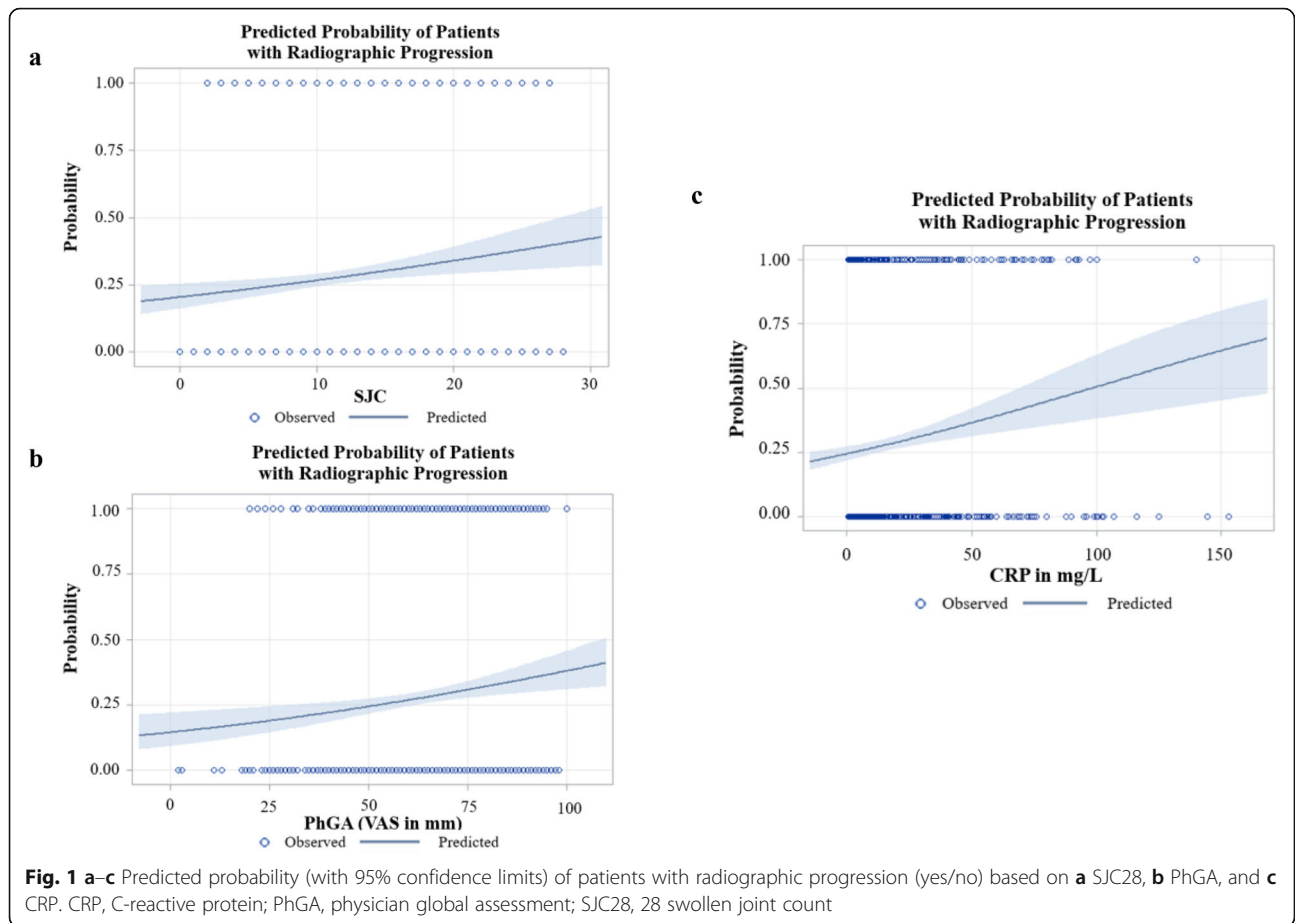 a
Predicted Probability of Patients
with Radiographic Progression
1.00
0.75
0.50
0.25
0.00
Probability
0 10 20 30
SJC
Observed Predicted
b
Predicted Probability of Patients
with Radiographic Progression
1.00
0.75
0.50
0.25
0.00
Probability
0 25 50 75 100
PhGA (VAS in mm)
Observed Predicted
c
Predicted Probability of Patients
with Radiographic Progression
1.00
0.75
0.50
0.25
0.00
Probability
0 50 100 150
CRP in mg/L
Observed Predicted
Fig. 1 a–c Predicted probability (with 95% confidence limits) of patients with radiographic progression (yes/no) based on a SJC28, b PhGA, and c
CRP. CRP, C-reactive protein; PhGA, physician global assessment; SJC28, 28 swollen joint count